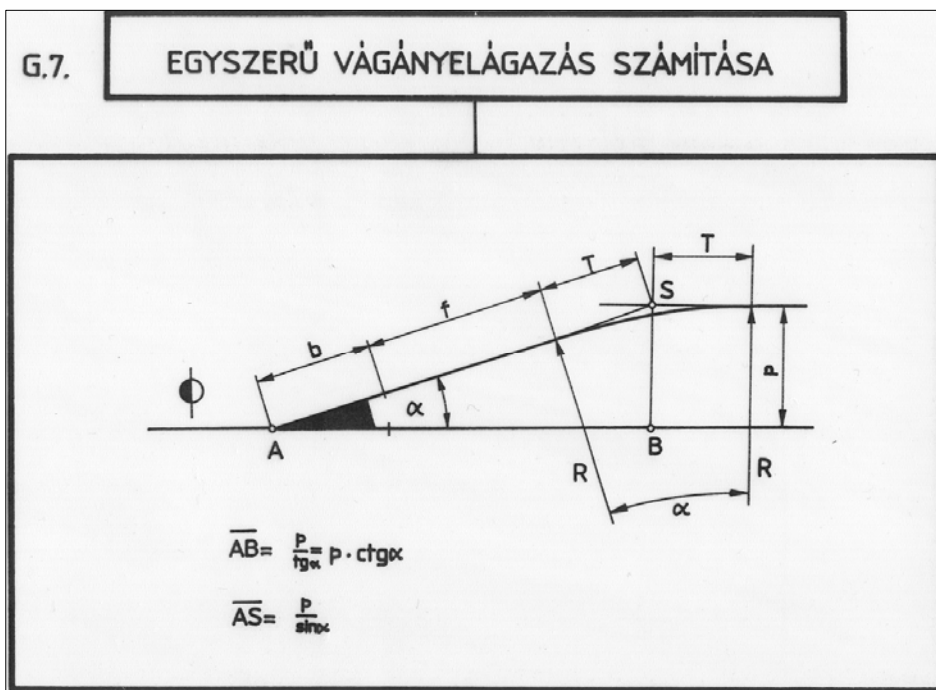 G.7.
EGYSZERŰ VÁGÁNYELÁGAZÁS SZÁMÍTÁSA
T
T
S
f
b
P
α
A
B
R
R
α
AB= p/tgα = p · ctgα
AS= p/sinα